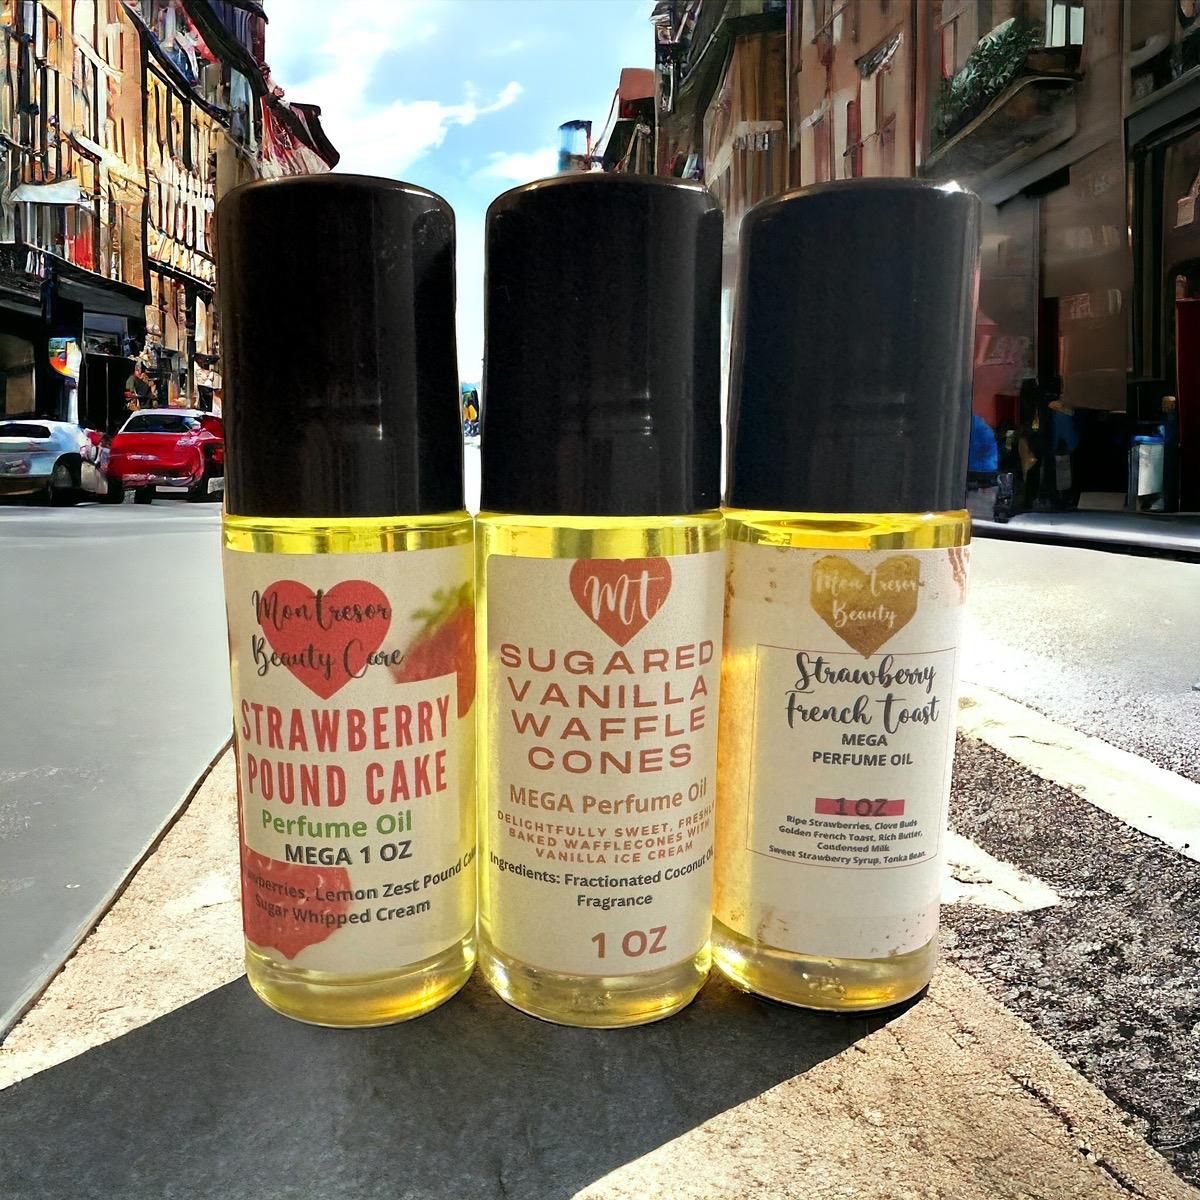 Mon tresor
Beauty Care
STRAWBERRY
POUND CAKE
Perfume Oil
MEGA 1 OZ
Lemon Zest Pound
Sugar Whipped Cream
Mt
SUGARED
VANILLA
WAFFLE
CONES
MEGA Perfume Oil
DELIGHTFULLY SWEET, FRESHLY
BAKED WAFFLECONES WITH
VANILLA ICE CREAM
Ingredients: Fractionated Coconut
Fragrance
1 OZ
Mon tresor
Beauty
Strawberry
French Toast
MEGA
PERFUME OIL
1 OZ
Ripe Strawberries, Clove Buds
Golden French Toast, Rich Butter,
Condensed Milk
Sweet Strawberry Syrup, Tonka Bean.